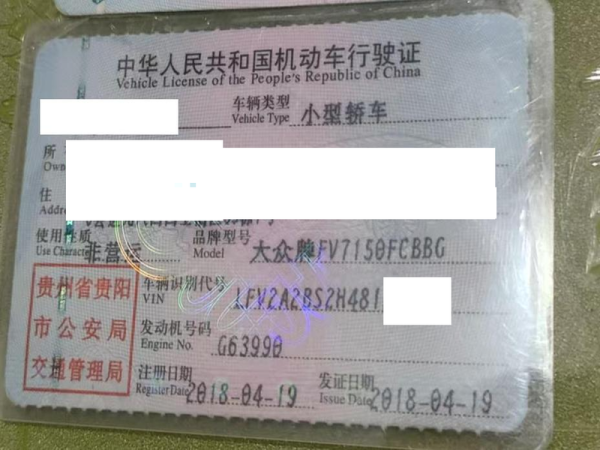 中华人民共和国机动车行驶证
Vehicle License of the People's Republic of China
车辆类型 小型轿车
Vehicle Type
所
Own
住
Addre
使用性质 非营运 品牌型号 大众牌FV7150FCBBG
Use Character Model
贵州省贵阳
市公安局
交通管理局
车辆识别代号 LFV2A2BS2H481
VIN
发动机号码 G63990
Engine No.
注册日期 2018-04-19 发证日期 2018-04-19
Register Date Issue Date